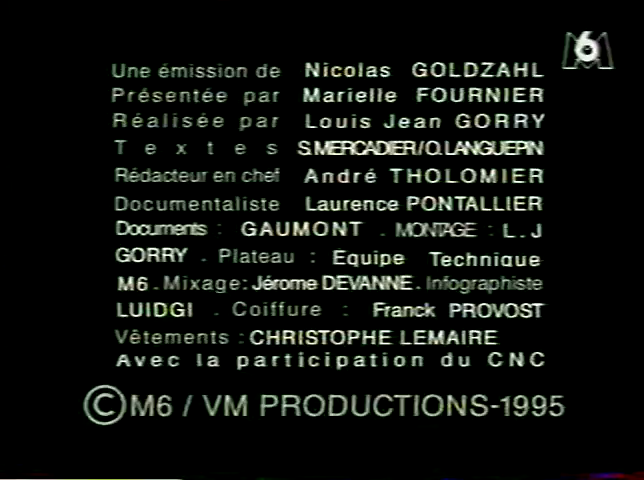 M6
Une émission de Nicolas GOLDZAHL
Présentée par Marielle FOURNIER
Réalisée par Louis Jean GORRY
Textes S.MERCADIER/O.LANGUEPIN
Rédacteur en chef André THOLOMIER
Documentaliste Laurence PONTALLIER
Documents : GAUMONT . MONTAGE : L.J
GORRY . Plateau : Equipe Technique
M6 . Mixage: Jérome DEVANNE . Infographiste
LUIDGI . Coiffure : Franck PROVOST
Vêtements : CHRISTOPHE LEMAIRE
Avec la participation du CNC
©M6 / VM PRODUCTIONS-1995